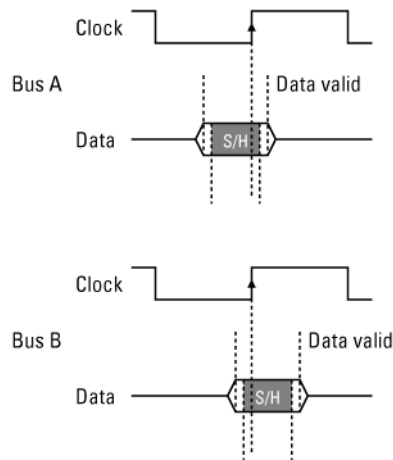 Clock
Bus A
Data valid
Data
S/H
Clock
Bus B
Data valid
Data
S/H